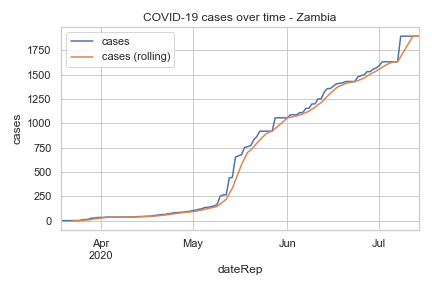 COVID-19 cases over time - Zambia
cases
cases (rolling)
1750
1500
1250
1000
750
500
250
0
cases
Apr
2020
May
Jun
Jul
dateRep